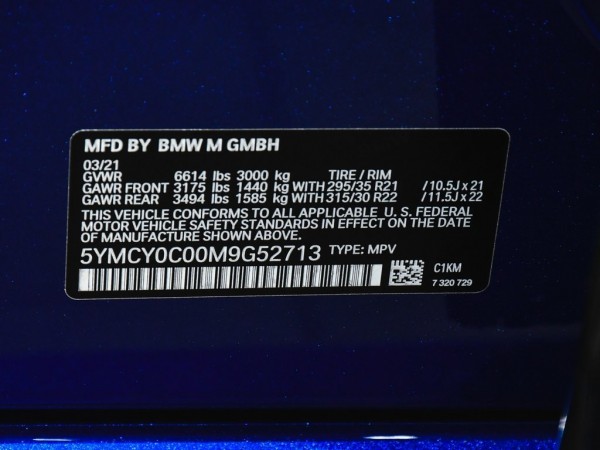 MFD BY BMW M GMBH
03/21
GVWR 6614 lbs 3000 kg TIRE / RIM
GAWR FRONT 3175 lbs 1440 kg WITH 295/35 R21 /10.5J x 21
GAWR REAR 3494 lbs 1585 kg WITH 315/30 R22 /11.5J x 22
THIS VEHICLE CONFORMS TO ALL APPLICABLE U. S. FEDERAL
MOTOR VEHICLE SAFETY STANDARDS IN EFFECT ON THE DATE
OF MANUFACTURE SHOWN ABOVE.
5YMCY0C00M9G52713 TYPE: MPV
C1KM
7 320 729